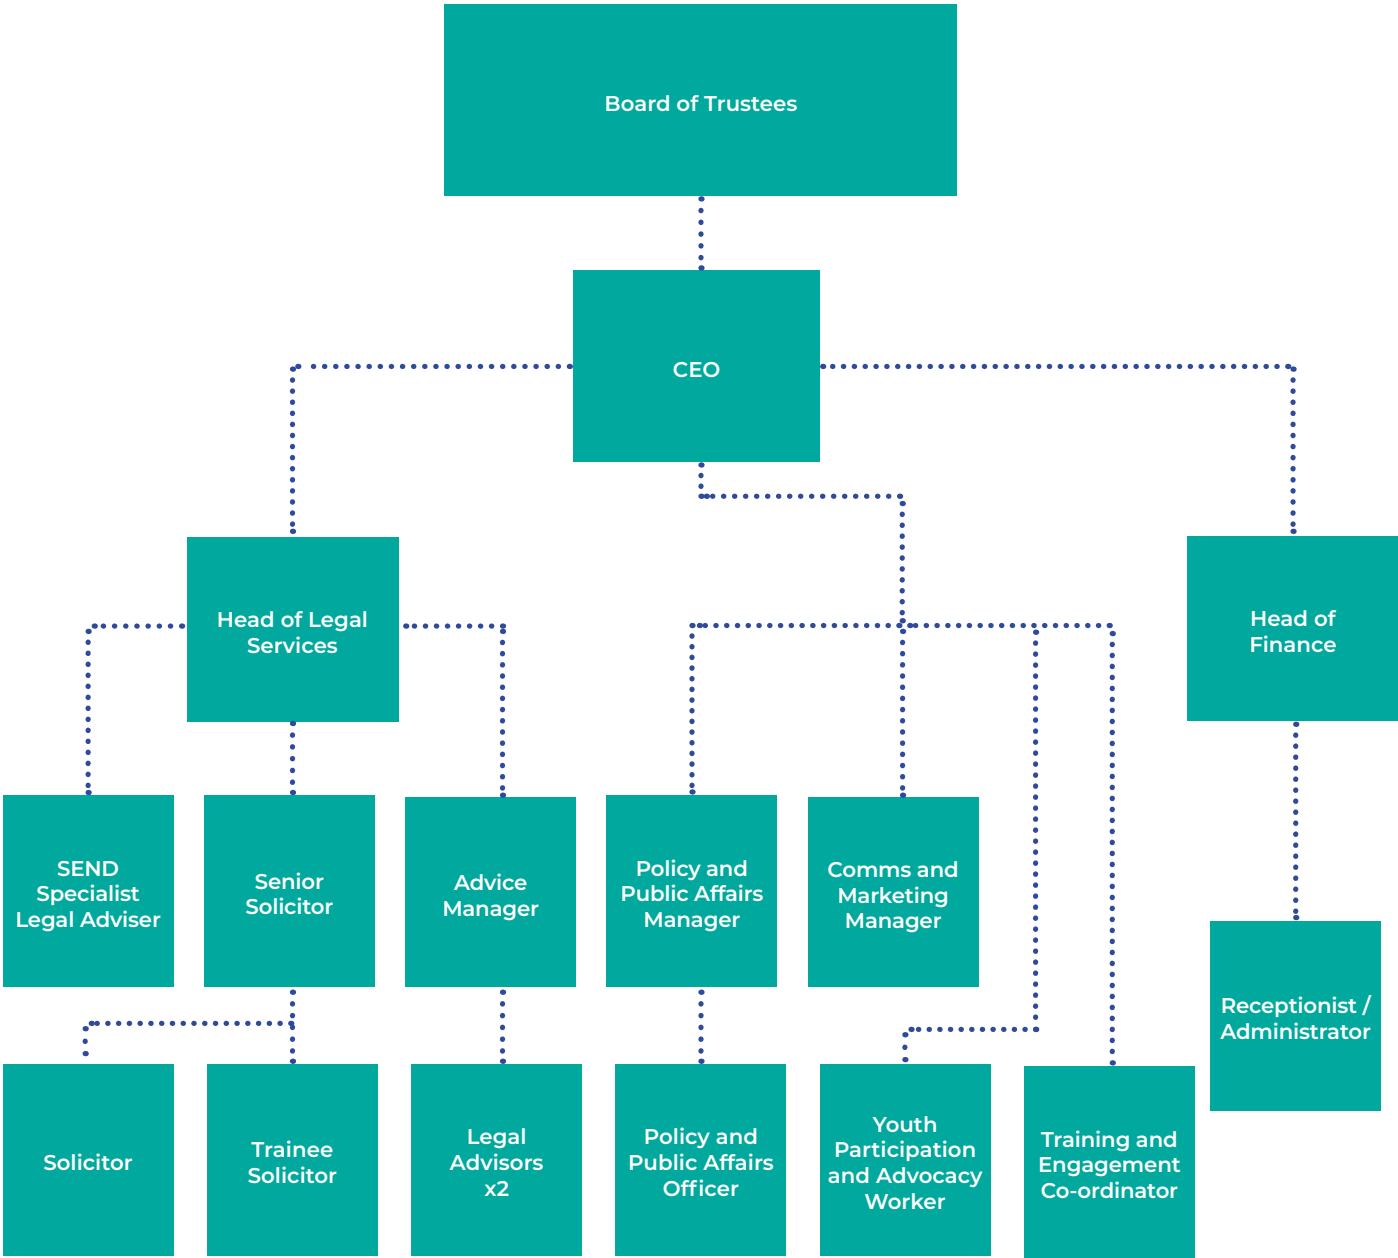 Board of Trustees
CEO
Head of Legal
Services
Head of
Finance
SEND
Specialist
Legal Adviser
Senior
Solicitor
Advice
Manager
Policy and
Public Affairs
Manager
Comms and
Marketing
Manager
Receptionist /
Administrator
Solicitor
Trainee
Solicitor
Legal
Advisors
x2
Policy and
Public Affairs
Officer
Youth
Participation
and Advocacy
Worker
Training and
Engagement
Co-ordinator